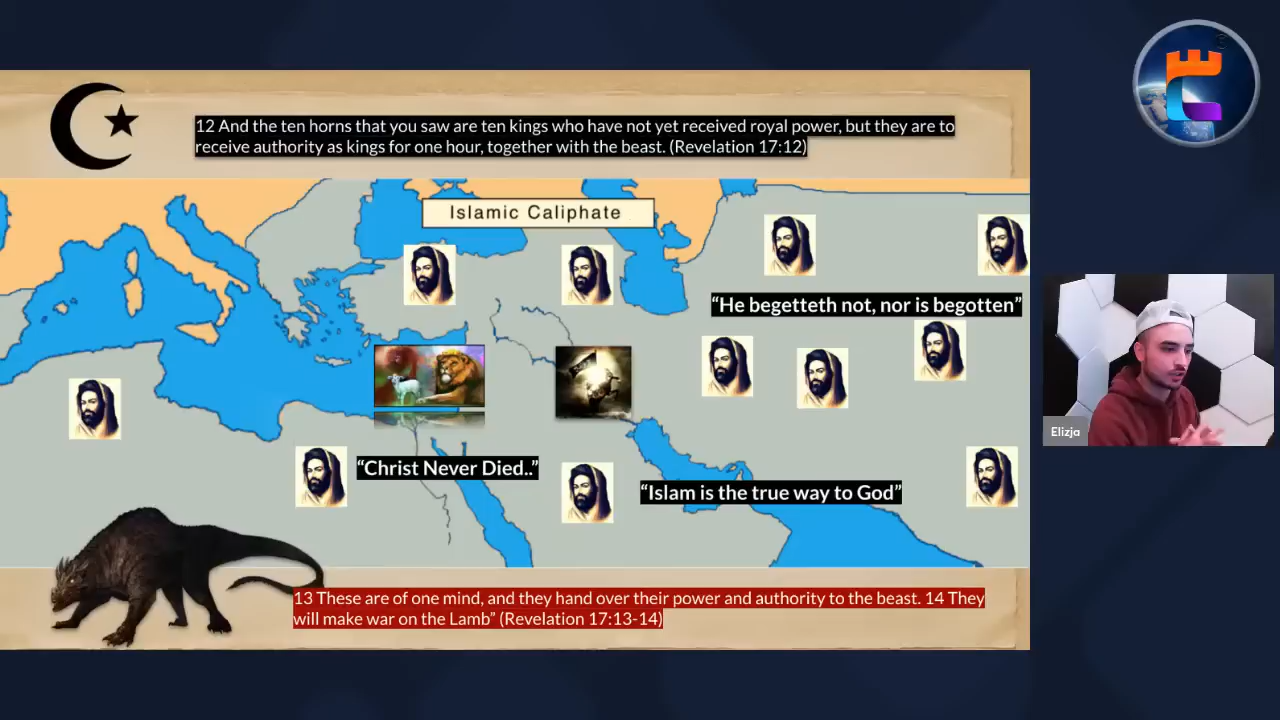 12 And the ten horns that you saw are ten kings who have not yet received royal power, but they are to
receive authority as kings for one hour, together with the beast. (Revelation 17:12)
Islamic Caliphate
“He begetteth not, nor is begotten”
“Christ Never Died..”
“Islam is the true way to God”
Elizja
13 These are of one mind, and they hand over their power and authority to the beast. 14 They
will make war on the Lamb” (Revelation 17:13-14)